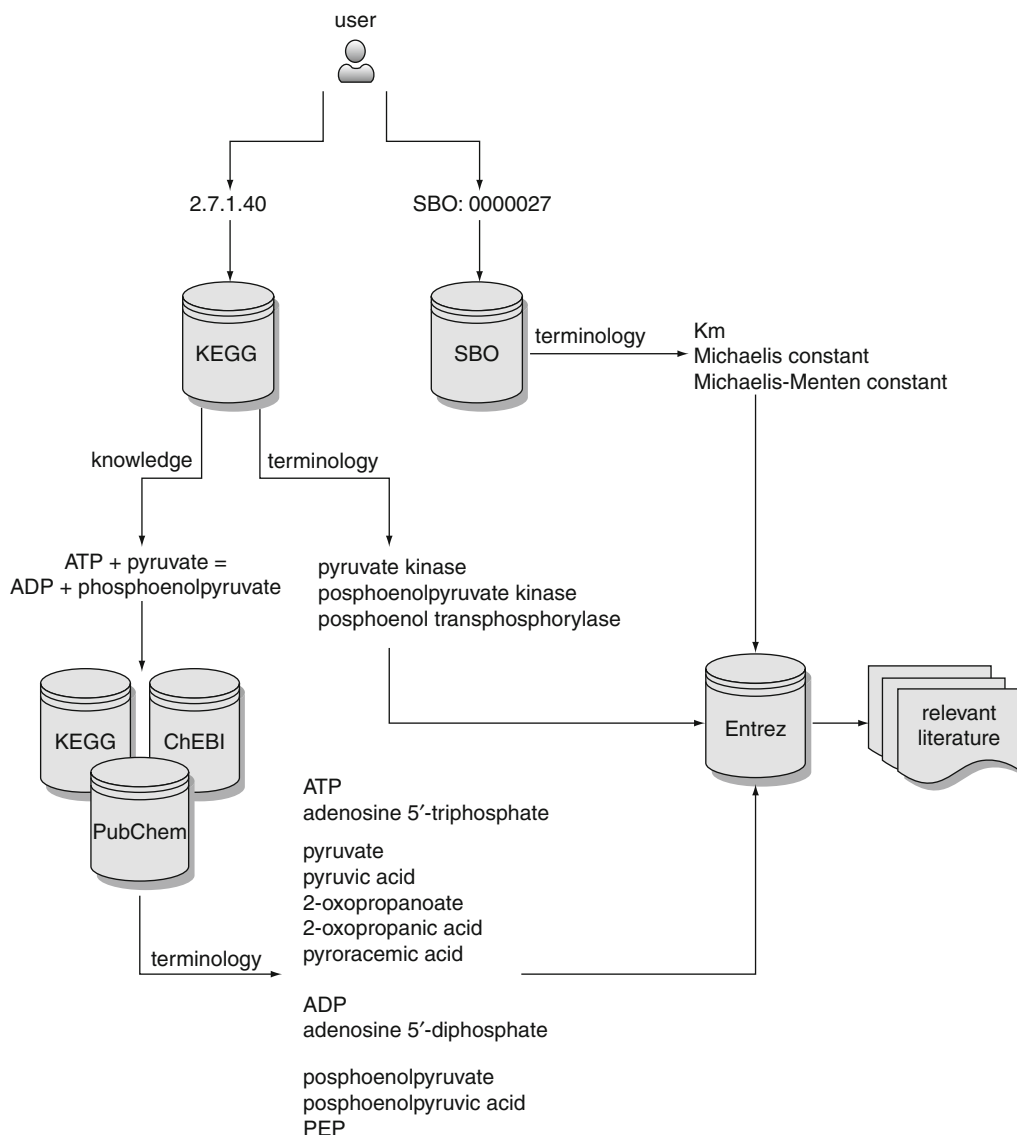 user
2.7.1.40
SBO: 0000027
KEGG
SBO
terminology
Km
Michaelis constant
Michaelis-Menten constant
knowledge
terminology
ATP + pyruvate =
ADP + phosphoenolpyruvate
pyruvate kinase
posphoenolpyruvate kinase
posphoenol transphosphorylase
KEGG
ChEBI
PubChem
Entrez
relevant
literature
terminology
ATP
adenosine 5′-triphosphate
pyruvate
pyruvic acid
2-oxopropanoate
2-oxopropanic acid
pyroracemic acid
ADP
adenosine 5′-diphosphate
posphoenolpyruvate
posphoenolpyruvic acid
PEP